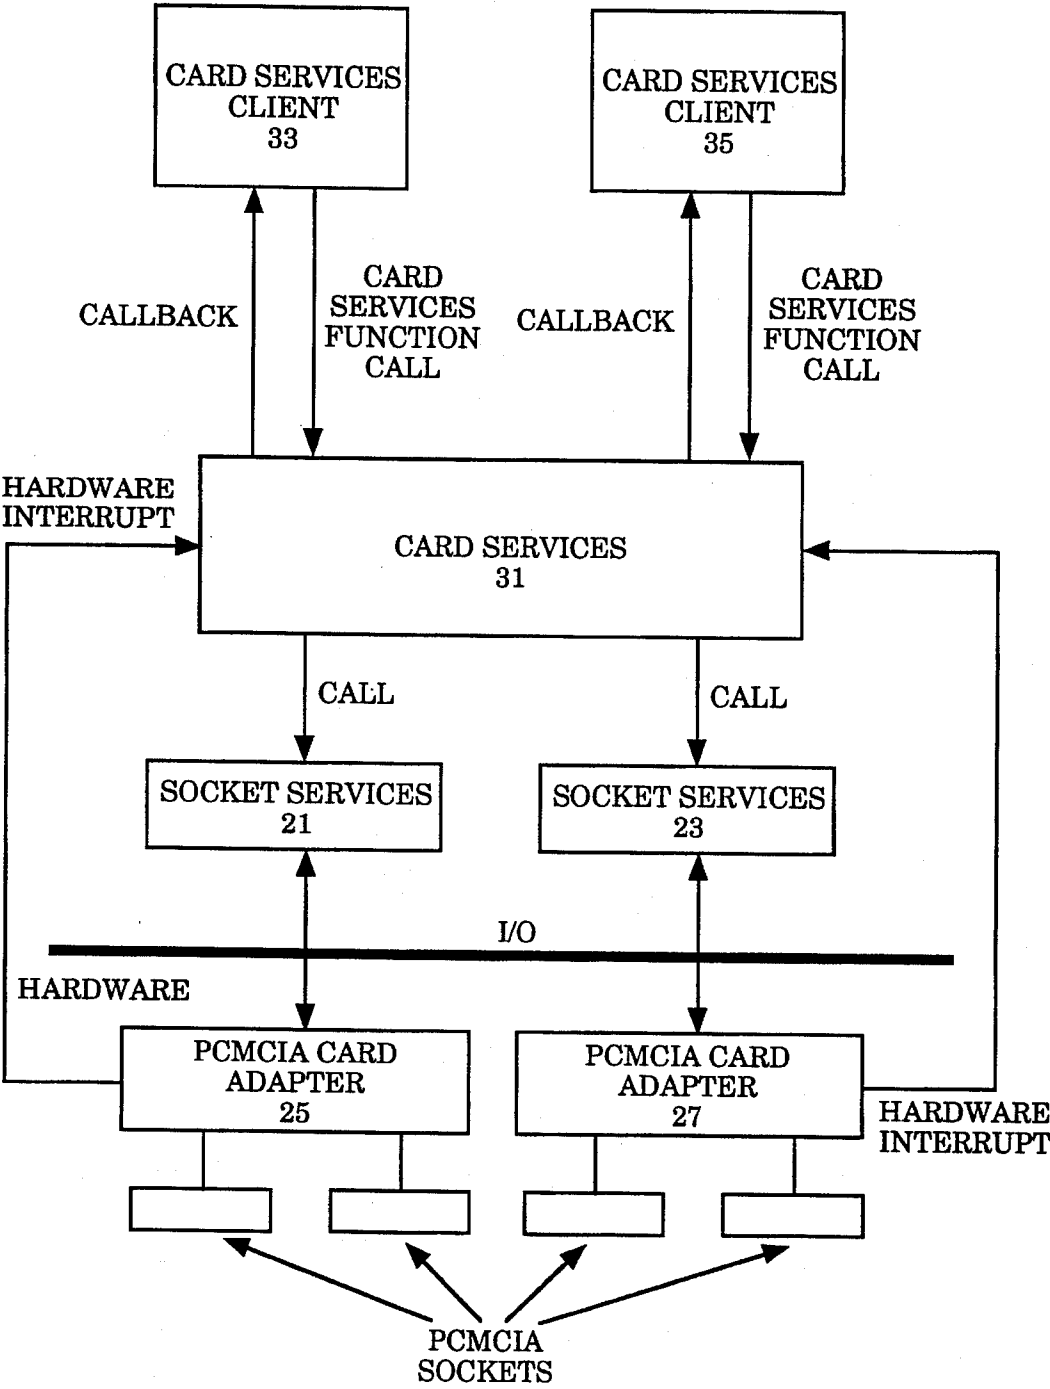 CARD SERVICES
CLIENT
33
CARD SERVICES
CLIENT
35
CALLBACK
CARD
SERVICES
FUNCTION
CALL
CALLBACK
CARD
SERVICES
FUNCTION
CALL
HARDWARE
INTERRUPT
CARD SERVICES
31
CALL
CALL
SOCKET SERVICES
21
SOCKET SERVICES
23
I/O
HARDWARE
PCMCIA CARD
ADAPTER
25
PCMCIA CARD
ADAPTER
27
HARDWARE
INTERRUPT
PCMCIA
SOCKETS